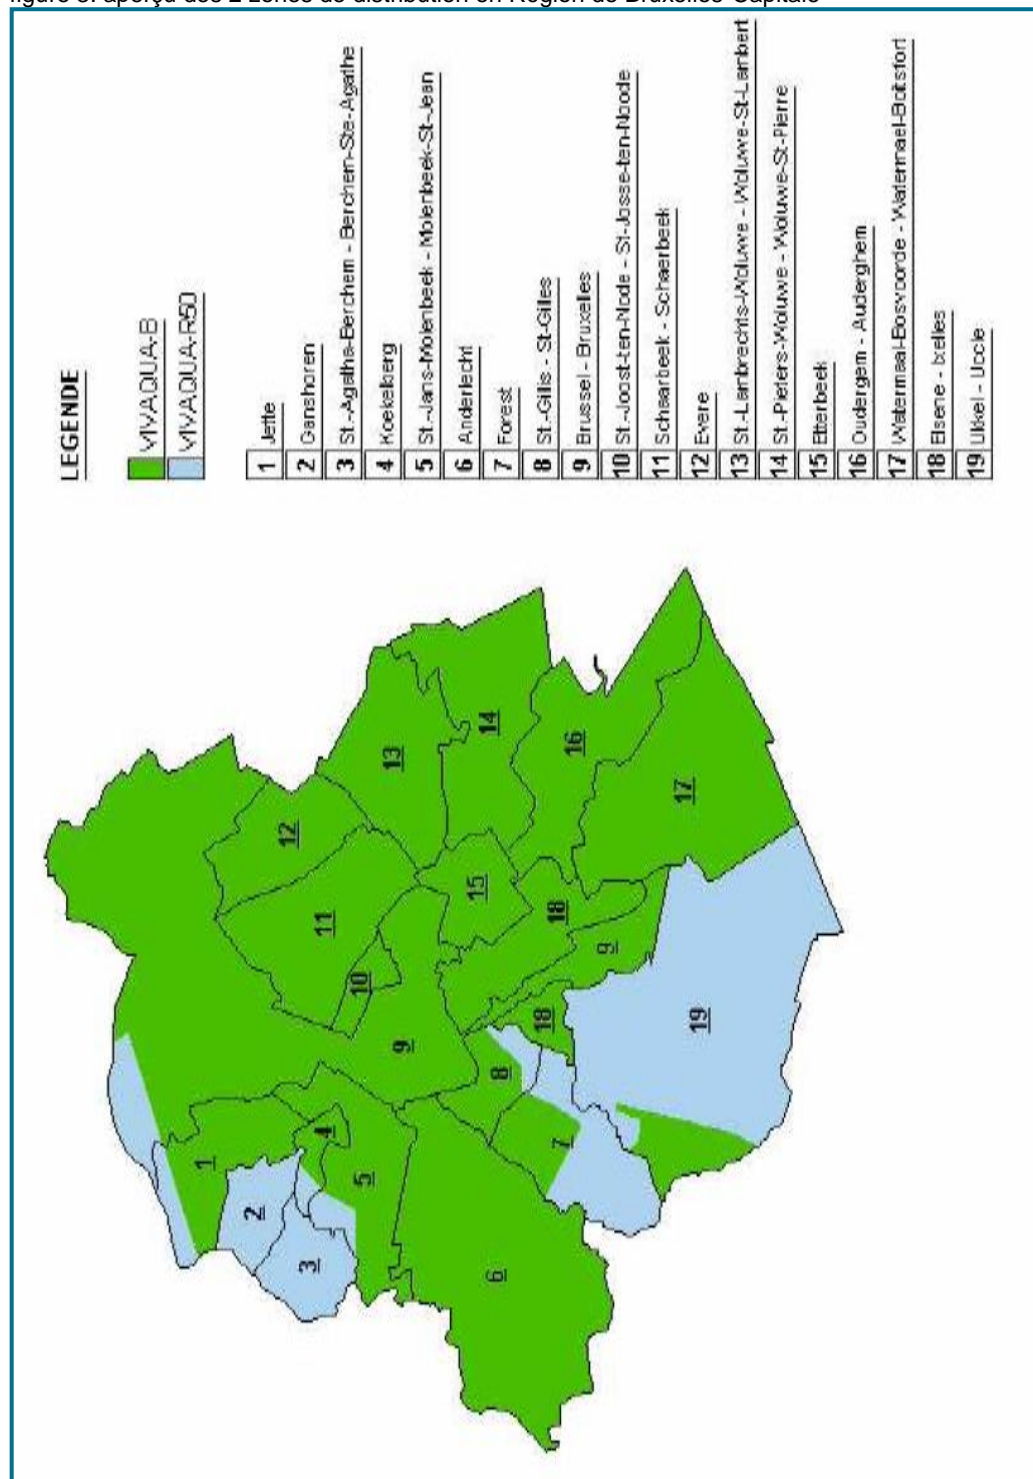 figure 3: aperçu des 2 zones de distribution en Région de Bruxelles-Capitale
LEGENDE
VIVAQUA-B
VIVAQUA-R50
1 Jette
2 Ganshoren
3 St.-Agatha-Berchem - Berchem-Ste-Agathe
4 Koekelberg
5 St.-Jans-Molenbeek - Molenbeek-St-Jean
6 Anderlecht
7 Forest
8 St.-Gillis - St-Gilles
9 Brussel - Bruxelles
10 St.-Joost-ten-Node - St-Josse-ten-Noode
11 Schaarbeek - Schaerbeek
12 Evere
13 St.-Lambrechts-Woluwe - Woluwe-St-Lambert
14 St.-Pieters-Woluwe - Woluwe-St-Pierre
15 Etterbeek
16 Oudergem - Auderghem
17 Watermaal-Bosvoorde - Watermael-Boitsfort
18 Elsene - Ixelles
19 Ukkel - Uccle
12
11
13
10
14
15
16
9
18
17
1
4
8
9
2
5
18
3
7
19
6